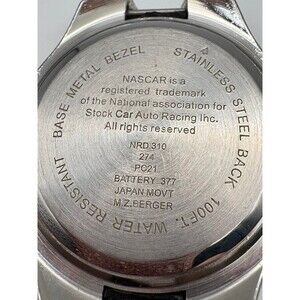 BASE METAL BEZEL
STAINLESS STEEL BACK
100FT. WATER RESISTANT
NASCAR is a
registered trademark
of the National association for
Stock Car Auto Racing Inc.
All rights reserved
NRD.310
274
PC21
BATTERY 377
JAPAN MOVT
M.Z.BERGER